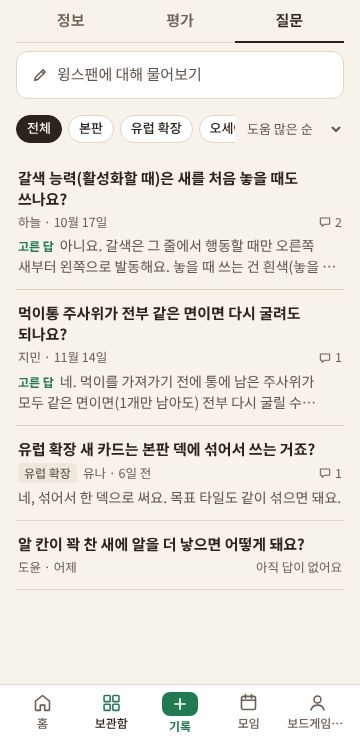 정보 평가 질문
윙스팬에 대해 물어보기
전체 본판 유럽 확장 오세 도움 많은 순
갈색 능력(활성화할 때)은 새를 처음 놓을 때도
쓰나요?
하늘 · 10월 17일 2
고른 답 아니요. 갈색은 그 줄에서 행동할 때만 오른쪽
새부터 왼쪽으로 발동해요. 놓을 때 쓰는 건 흰색(놓을 …
먹이통 주사위가 전부 같은 면이면 다시 굴려도
되나요?
지민 · 11월 14일 1
고른 답 네. 먹이를 가져가기 전에 통에 남은 주사위가
모두 같은 면이면(1개만 남아도) 전부 다시 굴릴 수…
유럽 확장 새 카드는 본판 덱에 섞어서 쓰는 거죠?
유럽 확장 유나 · 6일 전 1
네, 섞어서 한 덱으로 써요. 목표 타일도 같이 섞으면 돼요.
알 칸이 꽉 찬 새에 알을 더 낳으면 어떻게 돼요?
도윤 · 어제 아직 답이 없어요
홈 보관함 기록 모임 보드게임…